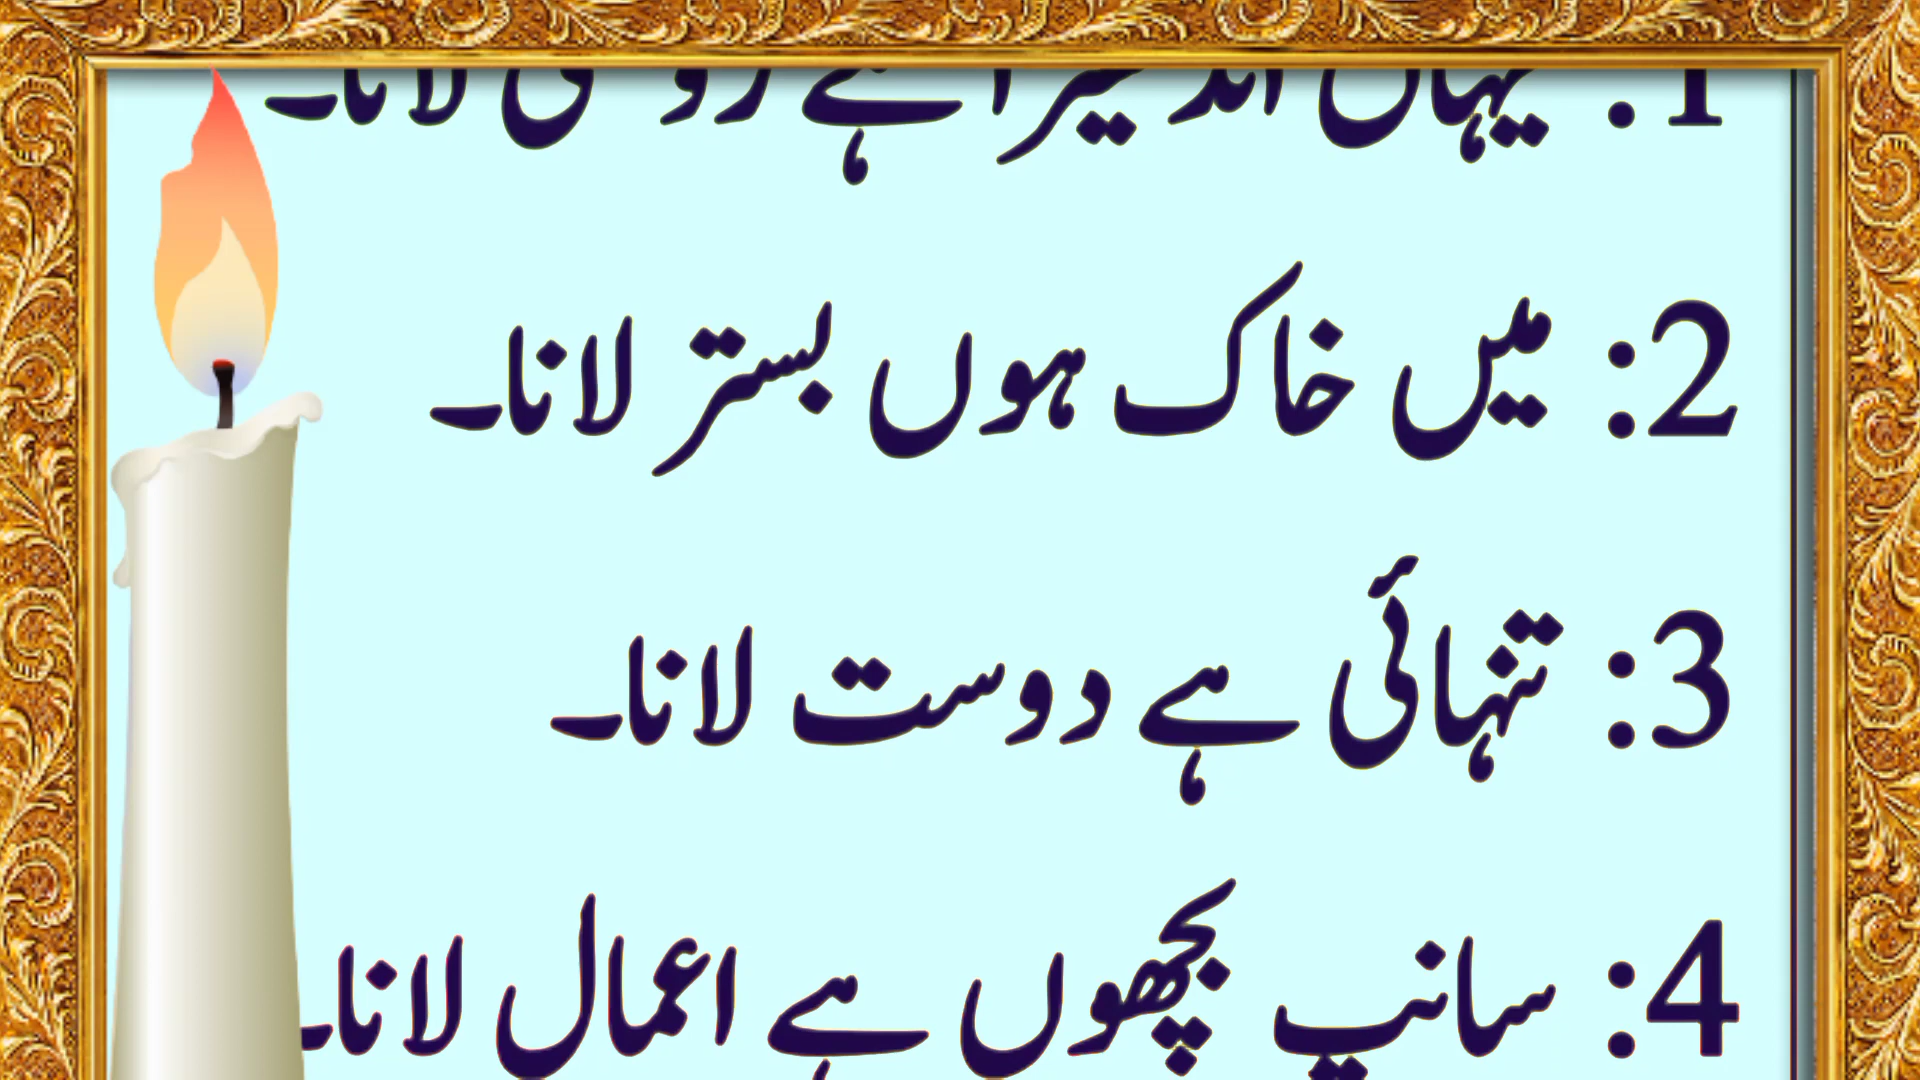 1: یہاں اندھیرا ہے روشنی لانا۔
2: میں خاک ہوں بستر لانا۔
3: تنہائی ہے دوست لانا۔
4: سانپ بچھوں ہے اعمال لانا۔